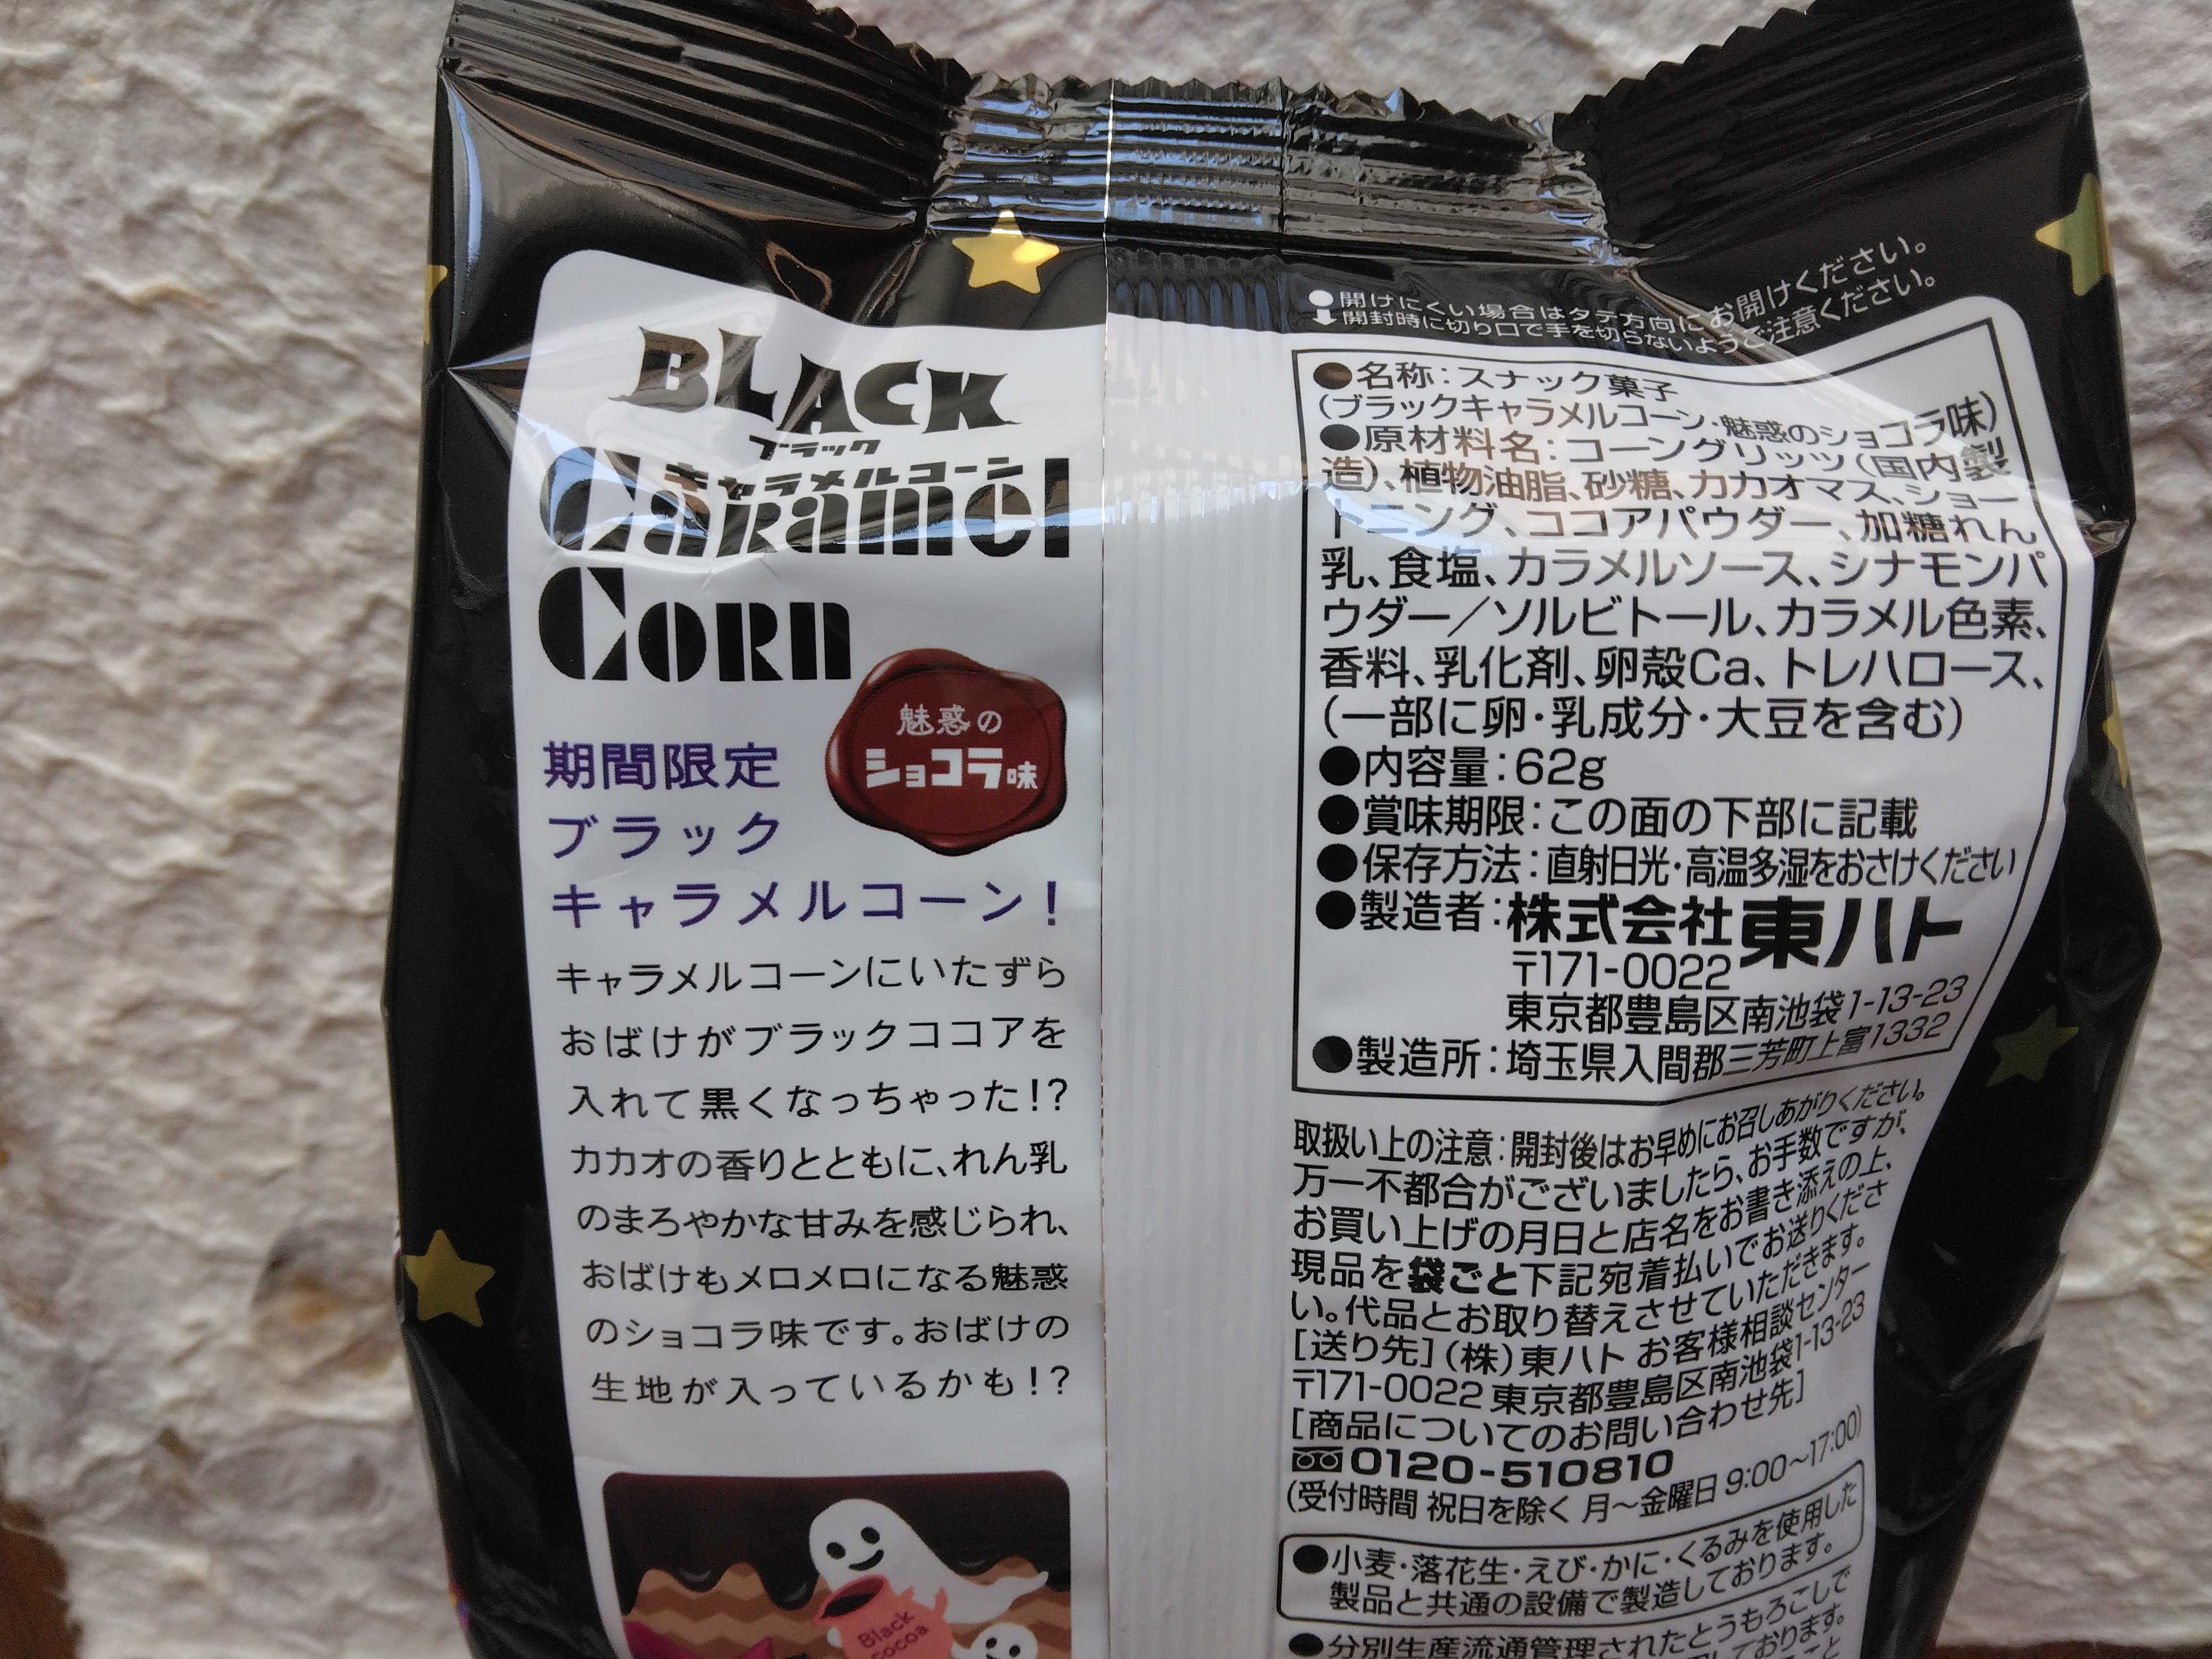 BLACK
ブラック
キャラメルコーン
Caramel
CORN
魅惑の
ショコラ味
期間限定
ブラック
キャラメルコーン！
キャラメルコーンにいたずら
おばけがブラックココアを
入れて黒くなっちゃった！？
カカオの香りとともに、れん乳
のまろやかな甘みを感じられ、
おばけもメロメロになる魅惑
のショコラ味です。おばけの
生地が入っているかも！？
Black
cocoa
●開けにくい場合はタテ方向にお開けください。
開封時に切り口で手を切らないようご注意ください。
●名称：スナック菓子
（ブラックキャラメルコーン・魅惑のショコラ味）
●原材料名：コーングリッツ（国内製
造）、植物油脂、砂糖、カカオマス、ショー
トニング、ココアパウダー、加糖れん
乳、食塩、カラメルソース、シナモンパ
ウダー／ソルビトール、カラメル色素、
香料、乳化剤、卵殻Ca、トレハロース、
（一部に卵・乳成分・大豆を含む）
●内容量：62g
●賞味期限：この面の下部に記載
●保存方法：直射日光・高温多湿をおさけください
●製造者：株式会社東ハト
〒171-0022
東京都豊島区南池袋1-13-23
●製造所：埼玉県入間郡三芳町上富1332
取扱い上の注意：開封後はお早めにお召しあがりください。
万一不都合がございましたら、お手数ですが、
お買い上げの月日と店名をお書き添えの上、
現品を袋ごと下記宛着払いでお送りくださ
い。代品とお取り替えさせていただきます。
［送り先］（株）東ハト お客様相談センター
〒171-0022 東京都豊島区南池袋1-13-23
［商品についてのお問い合わせ先］
0120-510810
（受付時間 祝日を除く 月～金曜日 9:00～17:00）
●小麦・落花生・えび・かに・くるみを使用した
製品と共通の設備で製造しております。
●分別生産流通管理されたとうもろこしで
ております。
こと